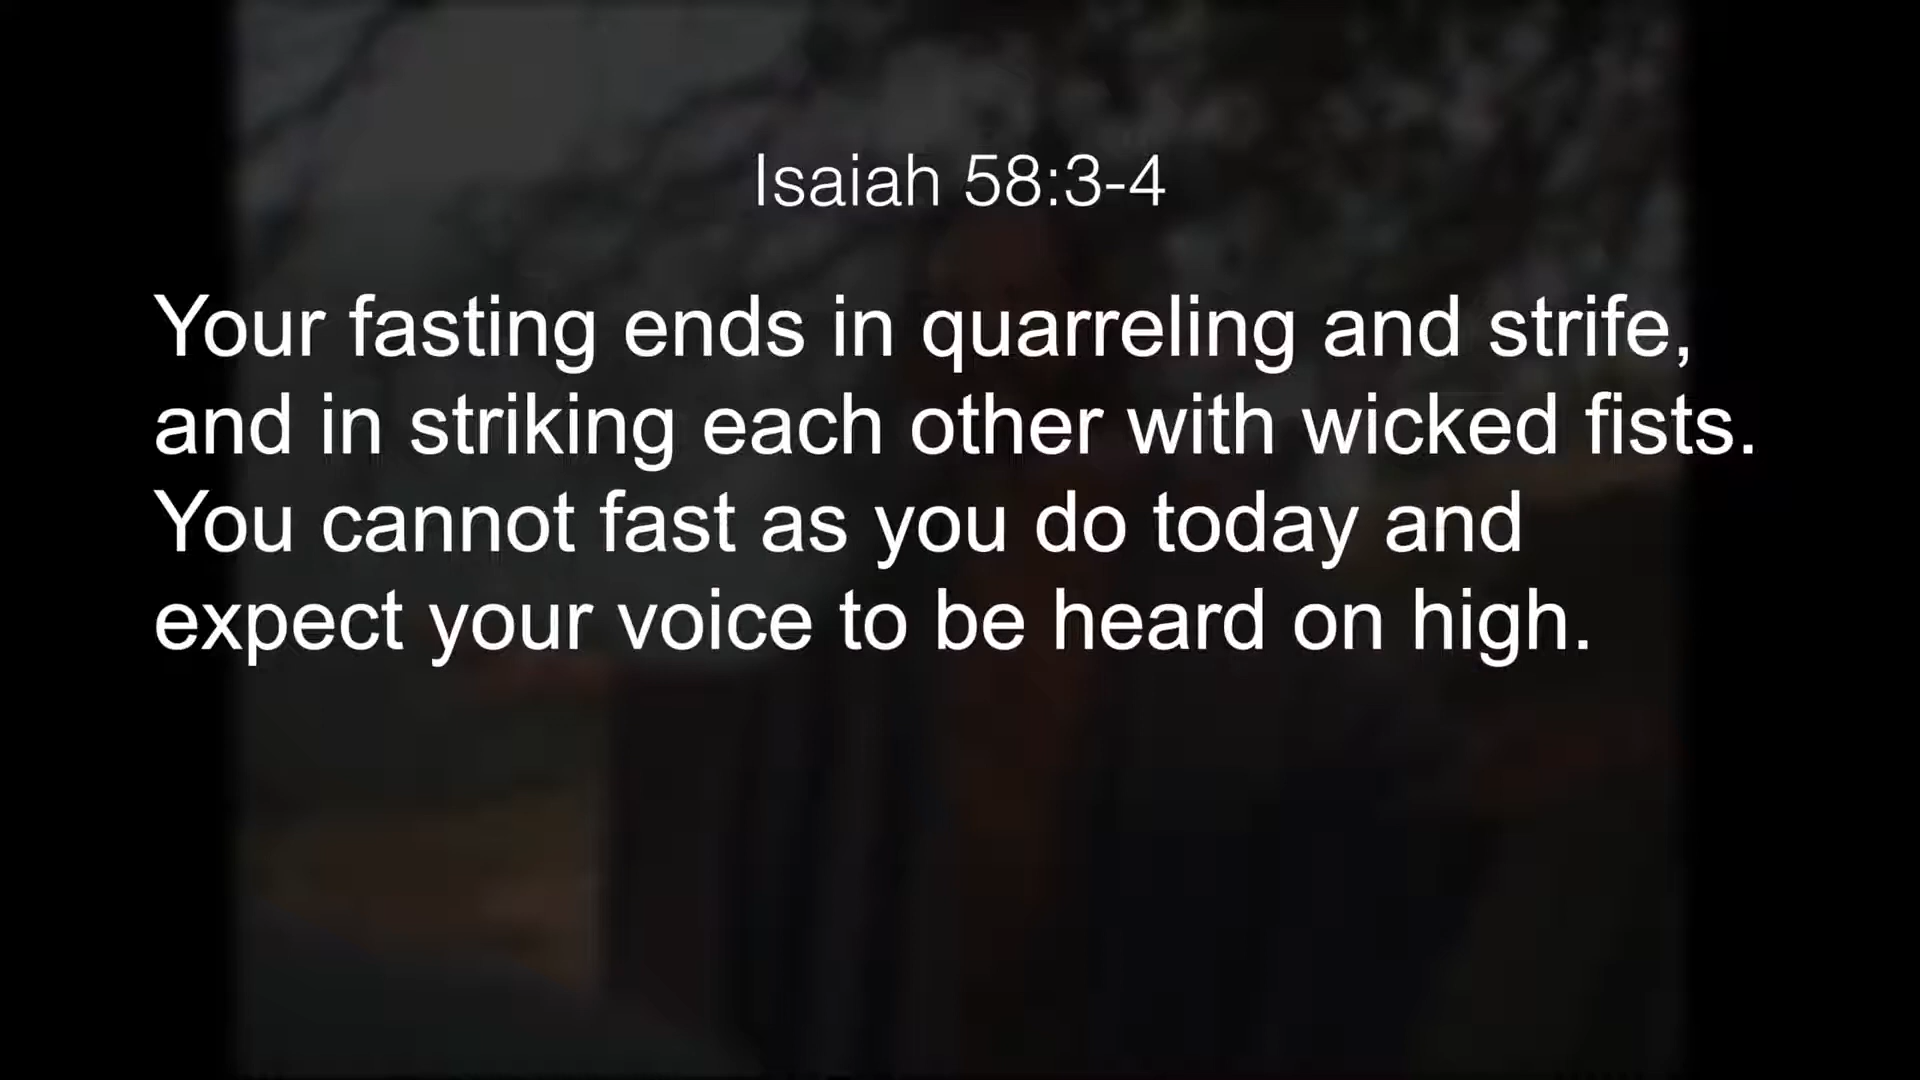 Isaiah 58:3-4
Your fasting ends in quarreling and strife,
and in striking each other with wicked fists.
You cannot fast as you do today and
expect your voice to be heard on high.